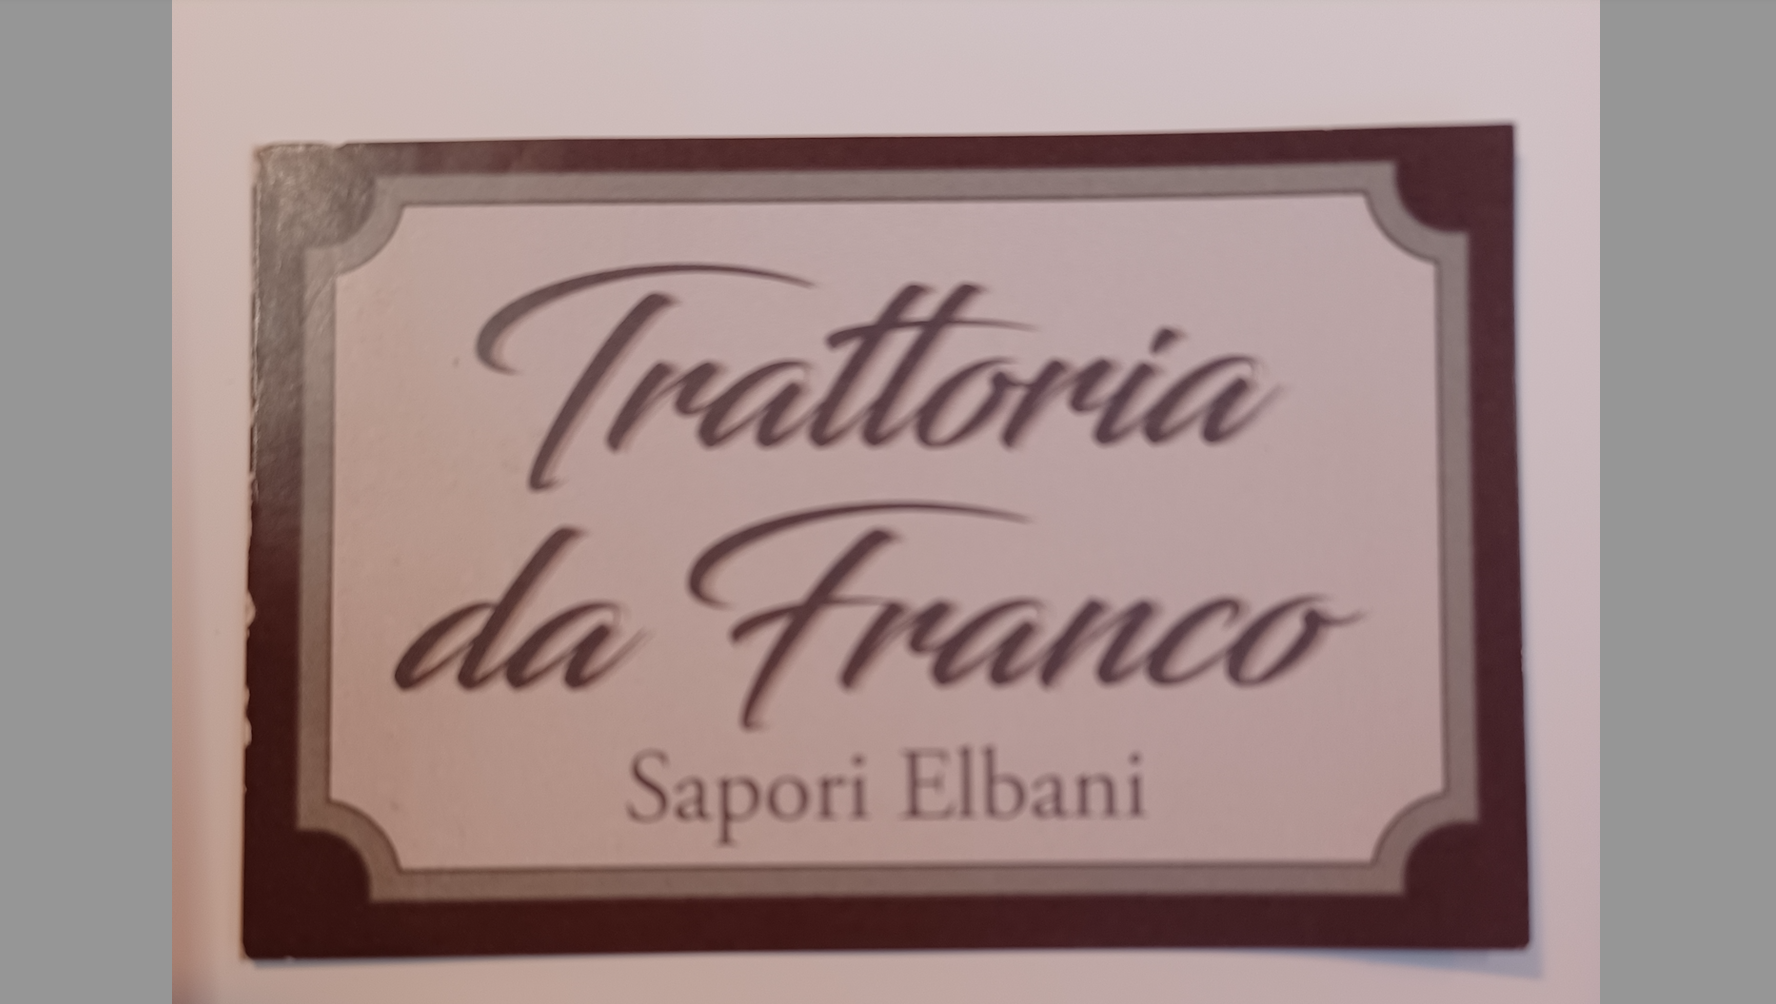 Trattoria
da Franco
Sapori Elbani